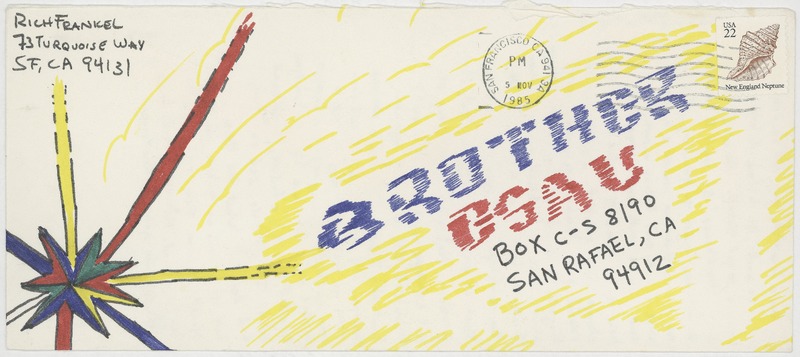 RICH FRANKEL
73 TURQUOISE WAY
SF, CA 94131
SAN FRANCISCO CA 941
PM
5 NOV
1985
USA
22
New England Neptune
BROTHER
ESAU
BOX C-S 8190
SAN RAFAEL, CA
94912